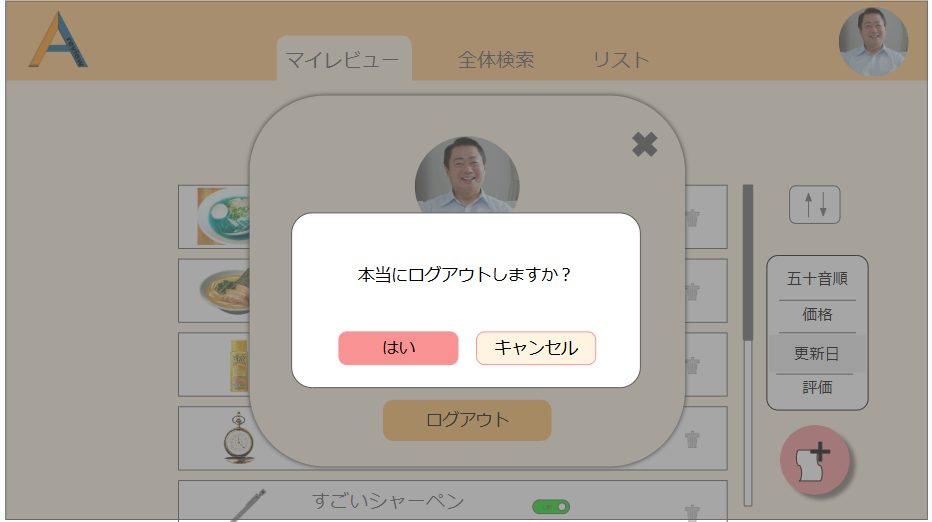 マイレビュー
全体検索
リスト
本当にログアウトしますか？
はい
キャンセル
ログアウト
五十音順
価格
更新日
評価
すごいシャーペン